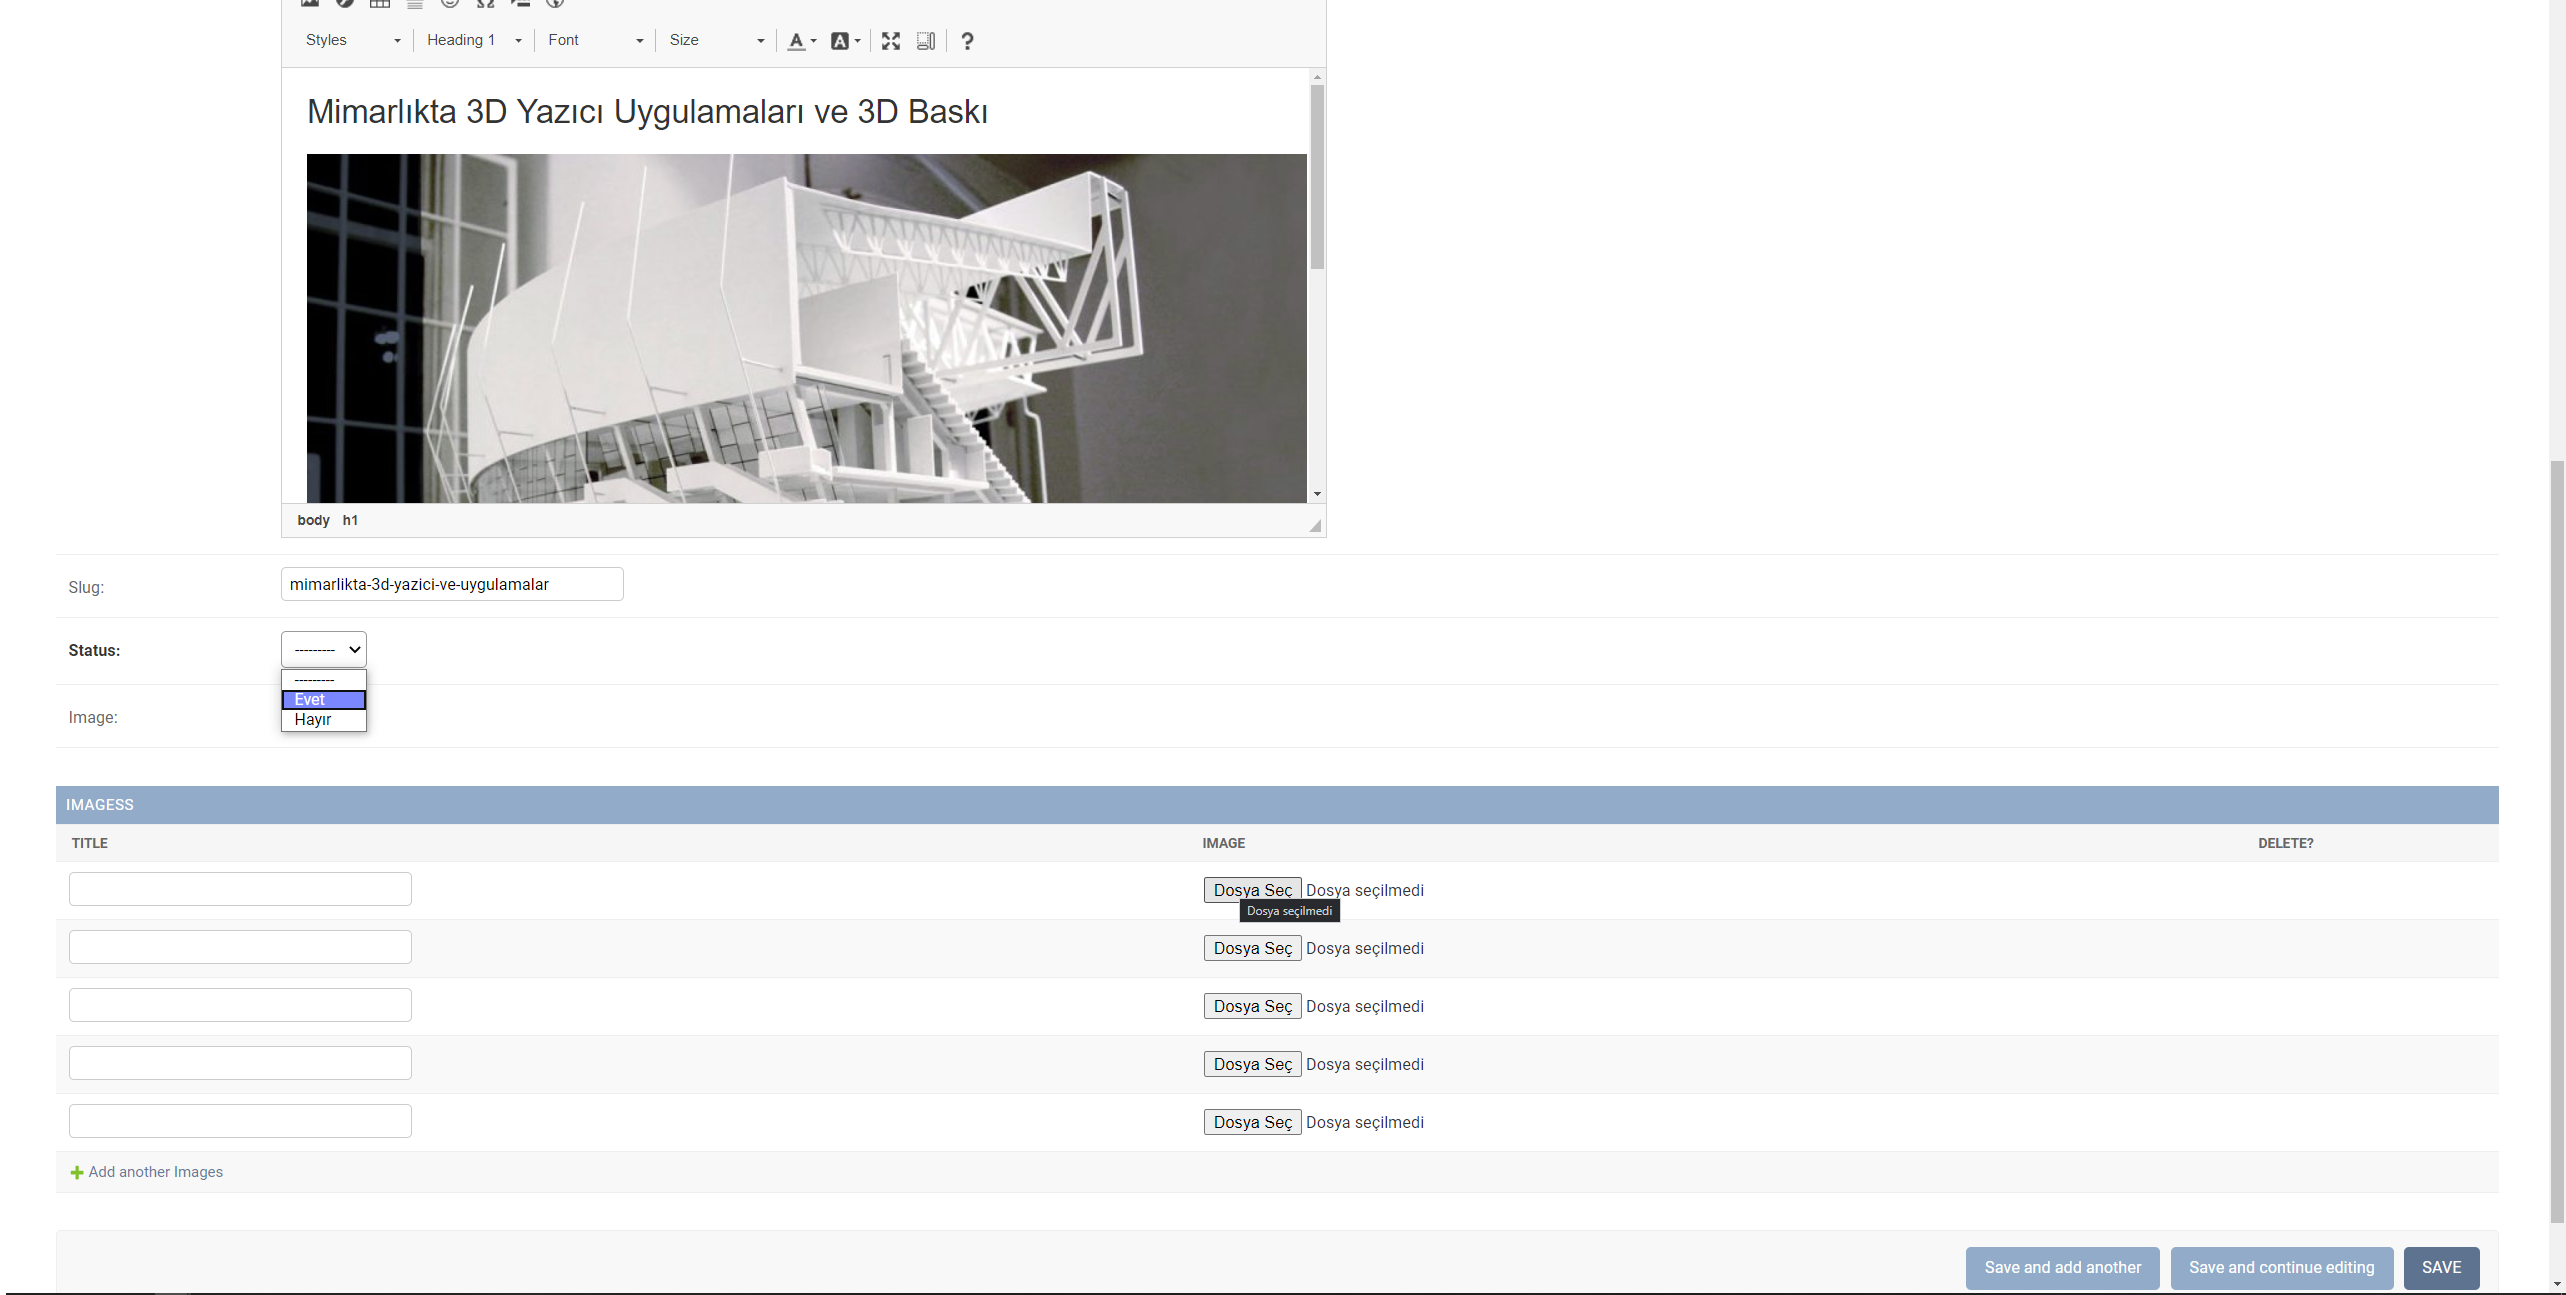 Styles Heading 1 Font Size A A ?
Mimarlıkta 3D Yazıcı Uygulamaları ve 3D Baskı
body h1
Slug: mimarlikta-3d-yazici-ve-uygulamalar
Status: ---------
---------
Evet
Hayır
Image:
IMAGESS
TITLE IMAGE DELETE?
Dosya Seç Dosya seçilmedi
Dosya seçilmedi
Dosya Seç Dosya seçilmedi
Dosya Seç Dosya seçilmedi
Dosya Seç Dosya seçilmedi
Dosya Seç Dosya seçilmedi
Add another Images
Save and add another Save and continue editing SAVE